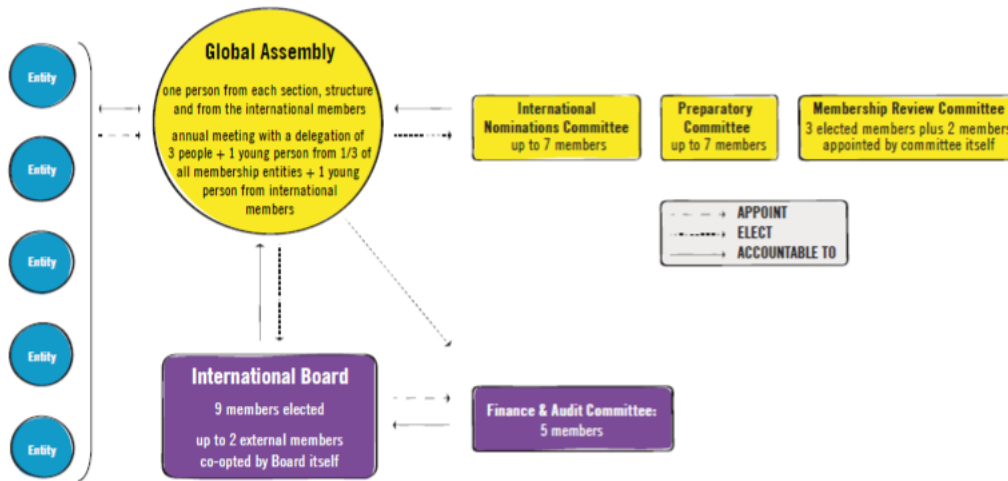 Entity
Entity
Entity
Entity
Entity
Global Assembly
one person from each section, structure
and from the international members
annual meeting with a delegation of
3 people + 1 young person from 1/3 of
all membership entities + 1 young
person from international
members
International
Nominations Committee
up to 7 members
Preparatory
Committee
up to 7 members
Membership Review Committee
3 elected members plus 2 members
appointed by committee itself
APPOINT
ELECT
ACCOUNTABLE TO
International Board
9 members elected
up to 2 external members
co-opted by Board itself
Finance & Audit Committee:
5 members